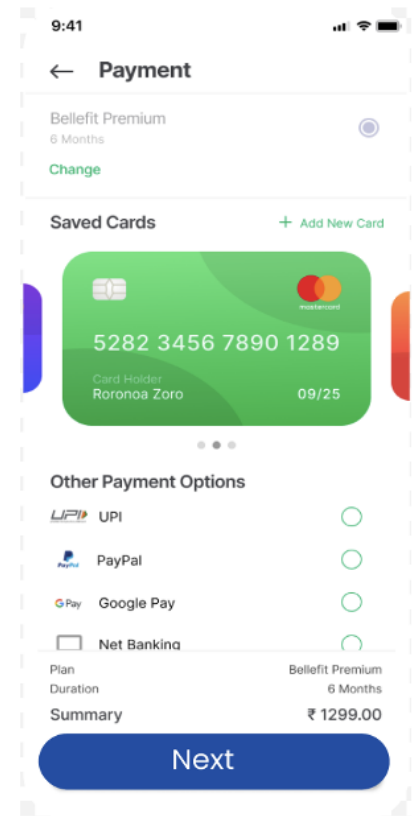 9:41
Payment
Bellefit Premium
6 Months
Change
Saved Cards
+ Add New Card
mastercard
5282 3456 7890 1289
Card Holder
Roronoa Zoro 09/25
Other Payment Options
UPI UPI
PayPal PayPal
G Pay Google Pay
Net Banking
Plan Bellefit Premium
Duration 6 Months
Summary ₹ 1299.00
Next